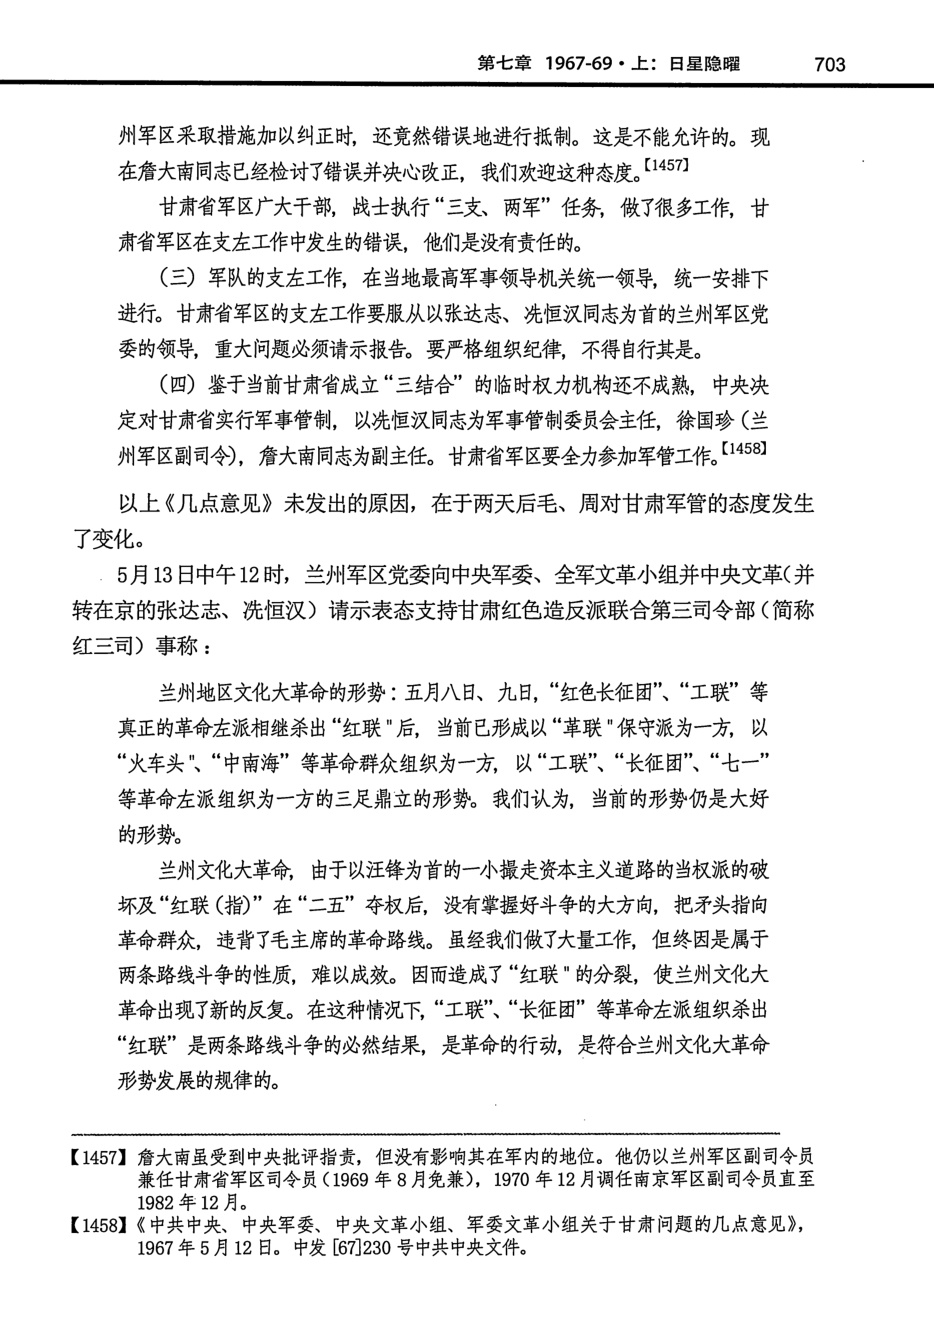 第七章 1967-69·上：日星隐曜 703
州军区采取措施加以纠正时，还竟然错误地进行抵制。这是不能允许的。现
在詹大南同志已经检讨了错误并决心改正，我们欢迎这种态度。【1457】
甘肃省军区广大干部，战士执行“三支、两军”任务，做了很多工作，甘
肃省军区在支左工作中发生的错误，他们是没有责任的。
（三）军队的支左工作，在当地最高军事领导机关统一领导，统一安排下
进行。甘肃省军区的支左工作要服从以张达志、冼恒汉同志为首的兰州军区党
委的领导，重大问题必须请示报告。要严格组织纪律，不得自行其是。
（四）鉴于当前甘肃省成立“三结合”的临时权力机构还不成熟，中央决
定对甘肃省实行军事管制，以冼恒汉同志为军事管制委员会主任，徐国珍（兰
州军区副司令），詹大南同志为副主任。甘肃省军区要全力参加军管工作。【1458】
以上《几点意见》未发出的原因，在于两天后毛、周对甘肃军管的态度发生
了变化。
5月13日中午12时，兰州军区党委向中央军委、全军文革小组并中央文革（并
转在京的张达志、冼恒汉）请示表态支持甘肃红色造反派联合第三司令部（简称
红三司）事称：
兰州地区文化大革命的形势：五月八日、九日，“红色长征团”、“工联”等
真正的革命左派相继杀出“红联"后，当前已形成以“革联"保守派为一方，以
“火车头"、“中南海”等革命群众组织为一方，以“工联”、“长征团”、“七一”
等革命左派组织为一方的三足鼎立的形势。我们认为，当前的形势仍是大好
的形势。
兰州文化大革命，由于以汪锋为首的一小撮走资本主义道路的当权派的破
坏及“红联（指）”在“二五”夺权后，没有掌握好斗争的大方向，把矛头指向
革命群众，违背了毛主席的革命路线。虽经我们做了大量工作，但终因是属于
两条路线斗争的性质，难以成效。因而造成了“红联"的分裂，使兰州文化大
革命出现了新的反复。在这种情况下，“工联”、“长征团”等革命左派组织杀出
“红联”是两条路线斗争的必然结果，是革命的行动，是符合兰州文化大革命
形势发展的规律的。
【1457】詹大南虽受到中央批评指责，但没有影响其在军内的地位。他仍以兰州军区副司令员
兼任甘肃省军区司令员（1969 年 8 月免兼），1970 年 12 月调任南京军区副司令员直至
1982 年 12 月。
【1458】《中共中央、中央军委、中央文革小组、军委文革小组关于甘肃问题的几点意见》，
1967 年 5 月 12 日。中发 [67]230 号中共中央文件。